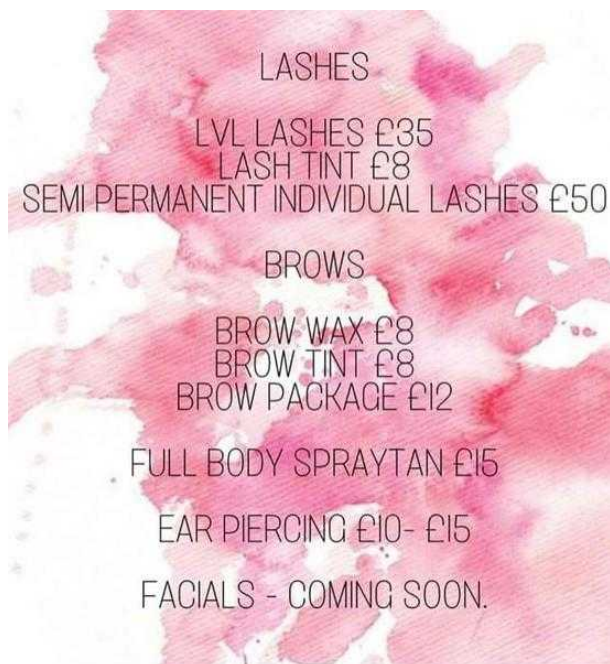 LASHES
LVL LASHES £35
LASH TINT £8
SEMI PERMANENT INDIVIDUAL LASHES £50
BROWS
BROW WAX £8
BROW TINT £8
BROW PACKAGE £12
FULL BODY SPRAYTAN £15
EAR PIERCING £10- £15
FACIALS - COMING SOON.